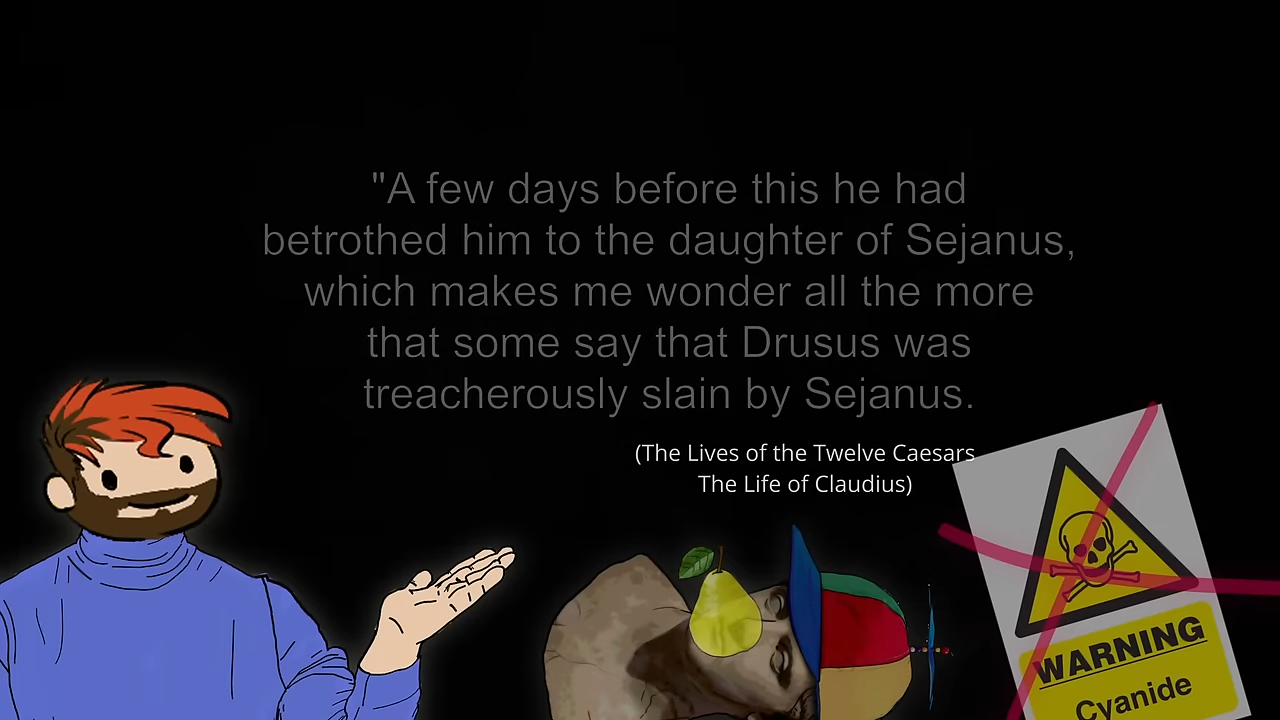 "A few days before this he had
betrothed him to the daughter of Sejanus,
which makes me wonder all the more
that some say that Drusus was
treacherously slain by Sejanus.
(The Lives of the Twelve Caesars
The Life of Claudius)
WARNING
Cyanide